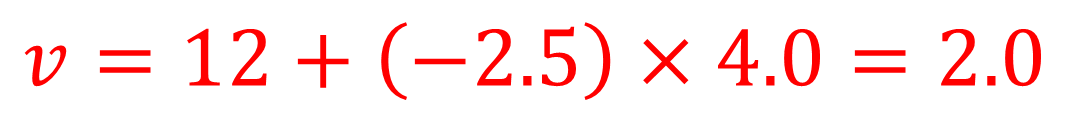 v = 12 + (−2.5) × 4.0 = 2.0